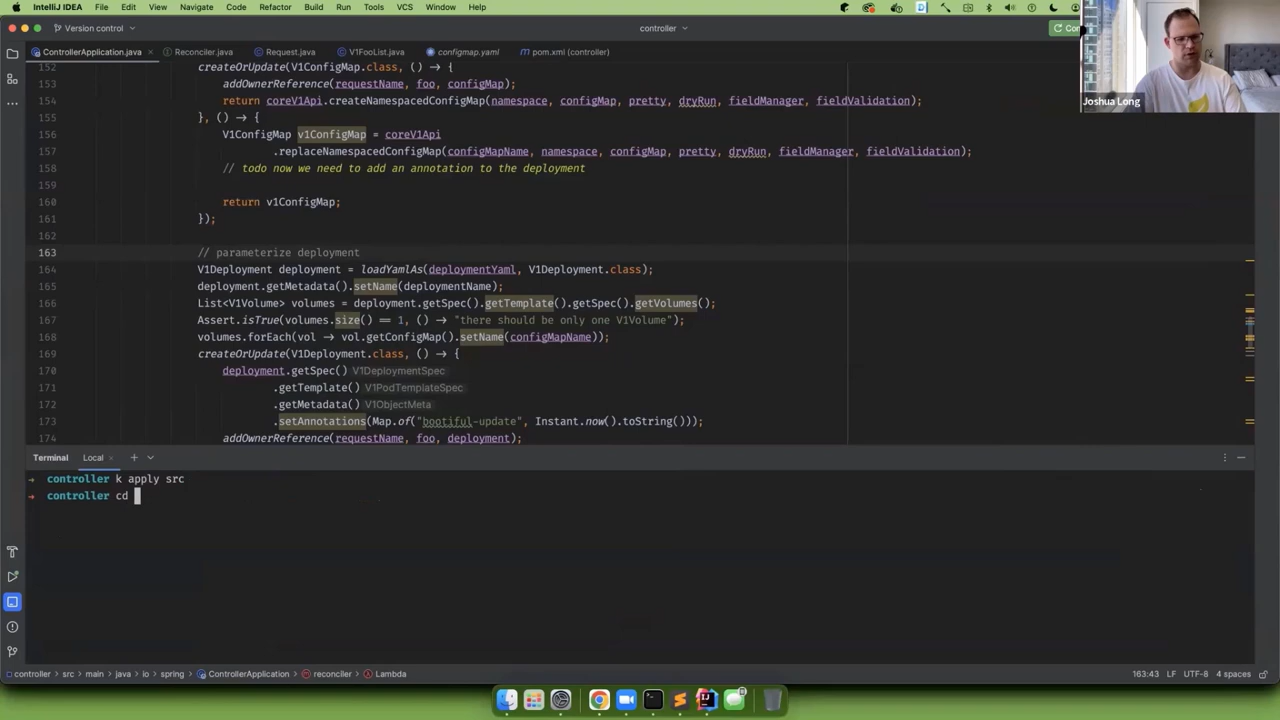 IntelliJ IDEA File Edit View Navigate Code Refactor Build Run Tools VCS Window Help
Version control
controller
ControllerApplication.java Reconciler.java Request.java V1FooList.java configmap.yaml pom.xml (controller)
Joshua Long
152 createOrUpdate(V1ConfigMap.class, () → {
153 addOwnerReference(requestName, foo, configMap);
154 return coreV1Api.createNamespacedConfigMap(namespace, configMap, pretty, dryRun, fieldManager, fieldValidation);
155 }, () → {
156 V1ConfigMap v1ConfigMap = coreV1Api
157 .replaceNamespacedConfigMap(configMapName, namespace, configMap, pretty, dryRun, fieldManager, fieldValidation);
158 // todo now we need to add an annotation to the deployment
159
160 return v1ConfigMap;
161 });
162
163 // parameterize deployment
164 V1Deployment deployment = loadYamlAs(deploymentYaml, V1Deployment.class);
165 deployment.getMetadata().setName(deploymentName);
166 List<V1Volume> volumes = deployment.getSpec().getTemplate().getSpec().getVolumes();
167 Assert.isTrue(volumes.size() == 1, () → "there should be only one V1Volume");
168 volumes.forEach(vol → vol.getConfigMap().setName(configMapName));
169 createOrUpdate(V1Deployment.class, () → {
170 deployment.getSpec() V1DeploymentSpec
171 .getTemplate() V1PodTemplateSpec
172 .getMetadata() V1ObjectMeta
173 .setAnnotations(Map.of("bootiful-update", Instant.now().toString()));
174 addOwnerReference(requestName, foo, deployment);
Terminal Local
→ controller k apply src
→ controller cd
controller › src › main › java › io › spring › ControllerApplication › reconciler › Lambda
163:43 LF UTF-8 4 spaces